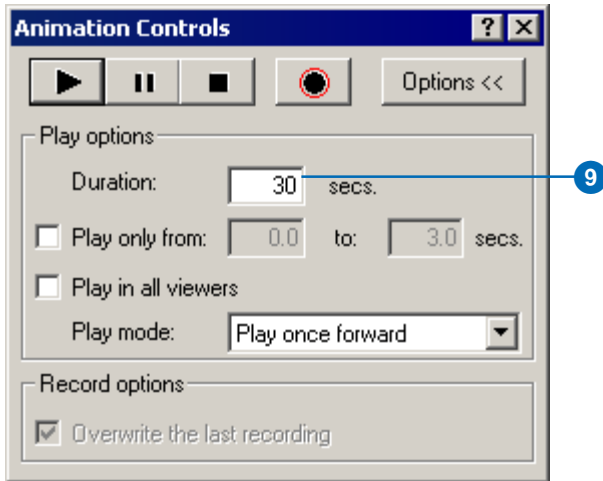 Animation Controls
Options <<
Play options
Duration: 30 secs.
9
Play only from: 0.0 to: 3.0 secs.
Play in all viewers
Play mode: Play once forward
Record options
Overwrite the last recording